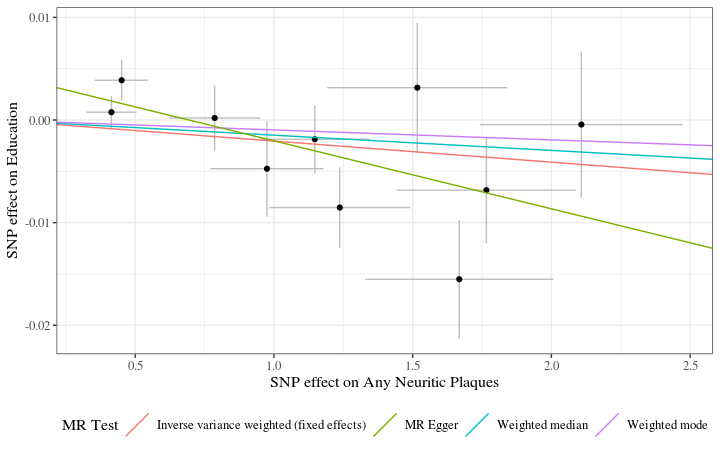 0.01
0.00
-0.01
-0.02
SNP effect on Education
0.5 1.0 1.5 2.0 2.5
SNP effect on Any Neuritic Plaques
MR Test Inverse variance weighted (fixed effects) MR Egger Weighted median Weighted mode